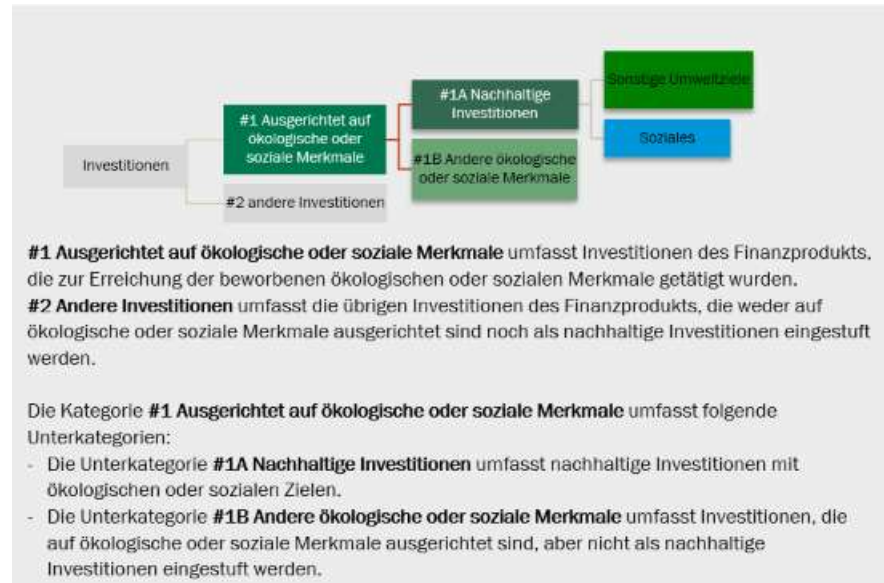 Sonstige Umweltziele
#1A Nachhaltige
Investitionen
#1 Ausgerichtet auf
ökologische oder
soziale Merkmale
Soziales
Investitionen
#1B Andere ökologische
oder soziale Merkmale
#2 andere Investitionen
#1 Ausgerichtet auf ökologische oder soziale Merkmale umfasst Investitionen des Finanzprodukts,
die zur Erreichung der beworbenen ökologischen oder sozialen Merkmale getätigt wurden.
#2 Andere Investitionen umfasst die übrigen Investitionen des Finanzprodukts, die weder auf
ökologische oder soziale Merkmale ausgerichtet sind noch als nachhaltige Investitionen eingestuft
werden.
Die Kategorie #1 Ausgerichtet auf ökologische oder soziale Merkmale umfasst folgende
Unterkategorien:
- Die Unterkategorie #1A Nachhaltige Investitionen umfasst nachhaltige Investitionen mit
ökologischen oder sozialen Zielen.
- Die Unterkategorie #1B Andere ökologische oder soziale Merkmale umfasst Investitionen, die
auf ökologische oder soziale Merkmale ausgerichtet sind, aber nicht als nachhaltige
Investitionen eingestuft werden.